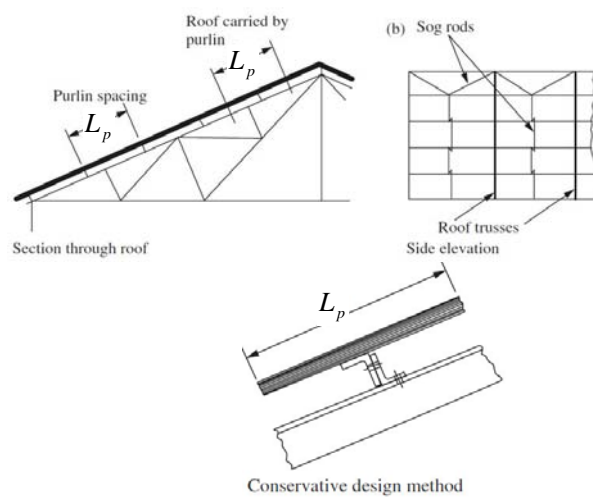 Roof carried by
purlin
L_p
Purlin spacing
L_p
Section through roof
(b) Sog rods
Roof trusses
Side elevation
L_p
Conservative design method